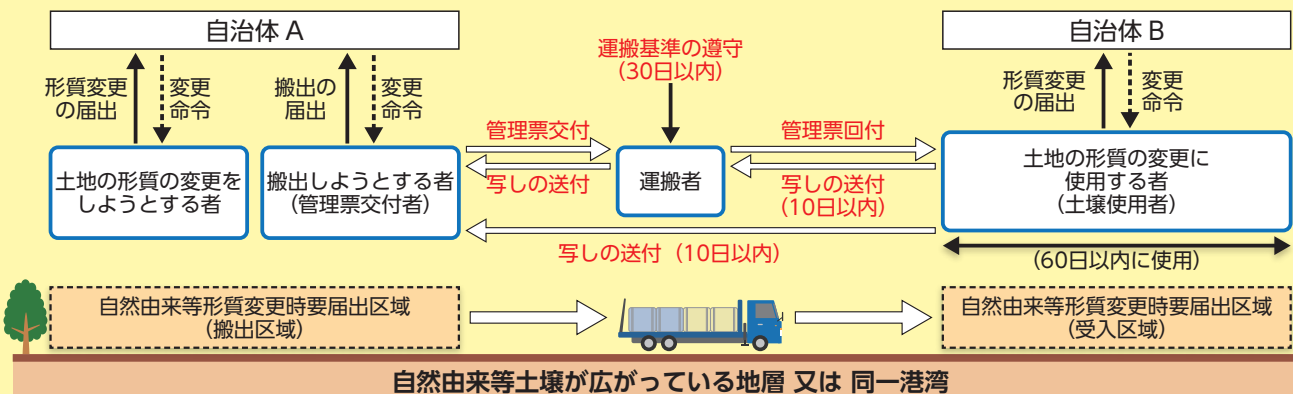 自治体 A
自治体 B
運搬基準の遵守
(30日以内)
形質変更
の届出
変更
命令
搬出の
届出
変更
命令
形質変更
の届出
変更
命令
土地の形質の変更を
しようとする者
搬出しようとする者
(管理票交付者)
管理票交付
写しの送付
運搬者
管理票回付
写しの送付
(10日以内)
土地の形質の変更に
使用する者
(土壌使用者)
写しの送付(10日以内)
(60日以内に使用)
自然由来等形質変更時要届出区域
(搬出区域)
自然由来等形質変更時要届出区域
(受入区域)
自然由来等土壌が広がっている地層 又は 同一港湾